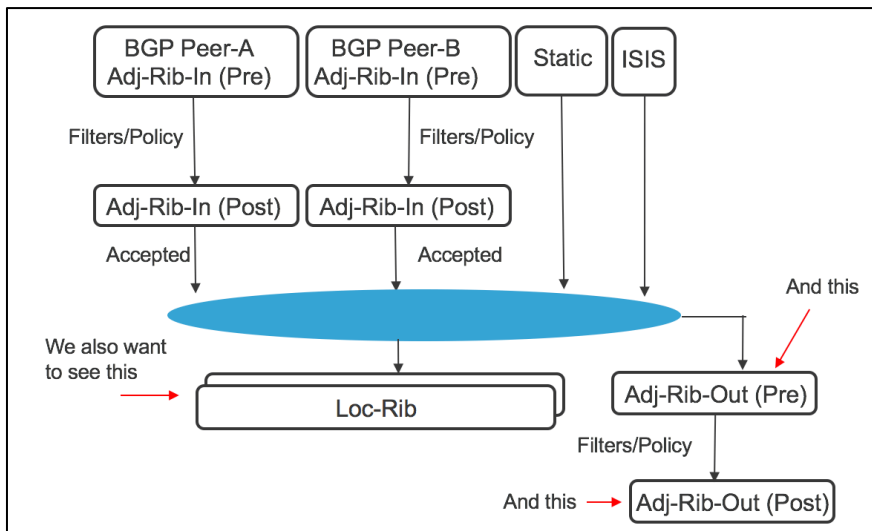 BGP Peer-A
Adj-Rib-In (Pre)
BGP Peer-B
Adj-Rib-In (Pre)
Static
ISIS
Filters/Policy
Filters/Policy
Adj-Rib-In (Post)
Adj-Rib-In (Post)
Accepted
Accepted
And this
We also want
to see this
Loc-Rib
Adj-Rib-Out (Pre)
Filters/Policy
And this
Adj-Rib-Out (Post)